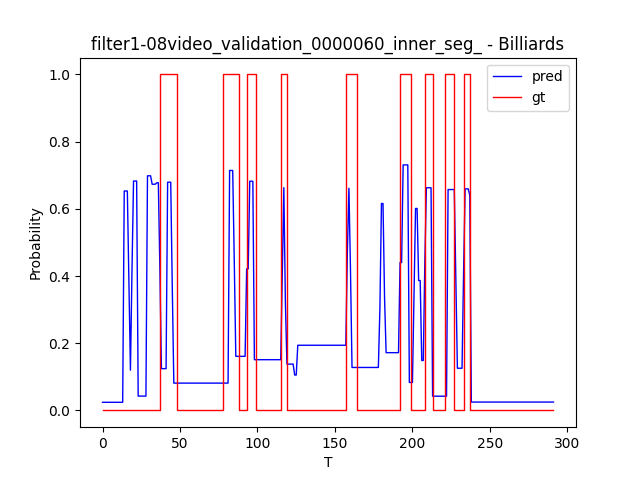 filter1-08video_validation_0000060_inner_seg_ - Billiards
pred
gt
Probability
1.0
0.8
0.6
0.4
0.2
0.0
0 50 100 150 200 250 300
T